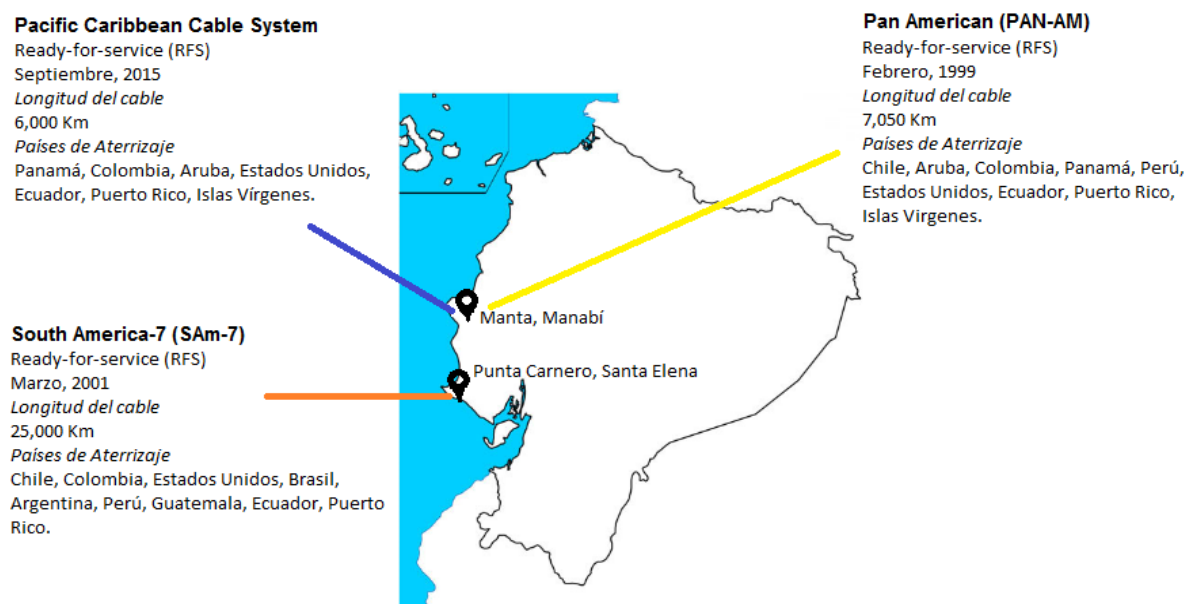 Pacific Caribbean Cable System
Ready-for-service (RFS)
Septiembre, 2015
Longitud del cable
6,000 Km
Países de Aterrizaje
Panamá, Colombia, Aruba, Estados Unidos,
Ecuador, Puerto Rico, Islas Vírgenes.
Pan American (PAN-AM)
Ready-for-service (RFS)
Febrero, 1999
Longitud del cable
7,050 Km
Países de Aterrizaje
Chile, Aruba, Colombia, Panamá, Perú,
Estados Unidos, Ecuador, Puerto Rico,
Islas Virgenes.
Manta, Manabí
Punta Carnero, Santa Elena
South America-7 (SAm-7)
Ready-for-service (RFS)
Marzo, 2001
Longitud del cable
25,000 Km
Países de Aterrizaje
Chile, Colombia, Estados Unidos, Brasil,
Argentina, Perú, Guatemala, Ecuador, Puerto
Rico.